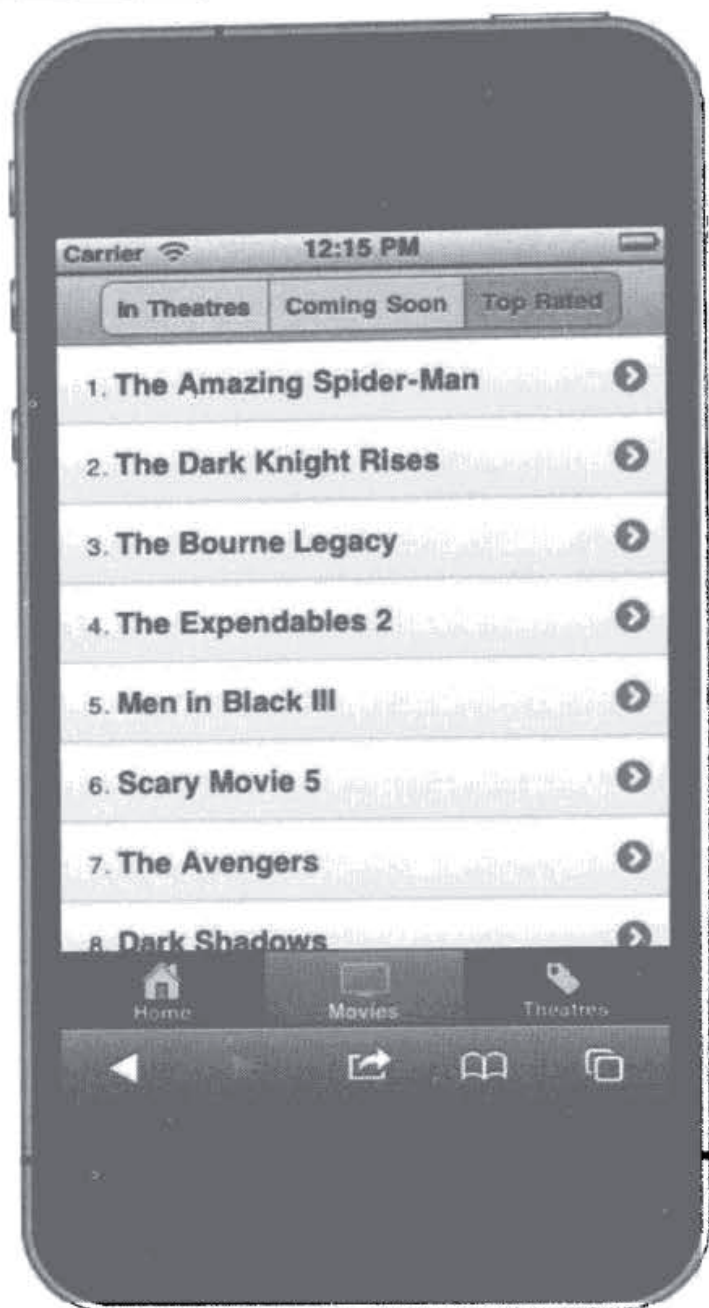 Carrier 12:15 PM
In Theatres Coming Soon Top Rated
1. The Amazing Spider-Man
2. The Dark Knight Rises
3. The Bourne Legacy
4. The Expendables 2
5. Men in Black III
6. Scary Movie 5
7. The Avengers
8. Dark Shadows
Home Movies Theatres